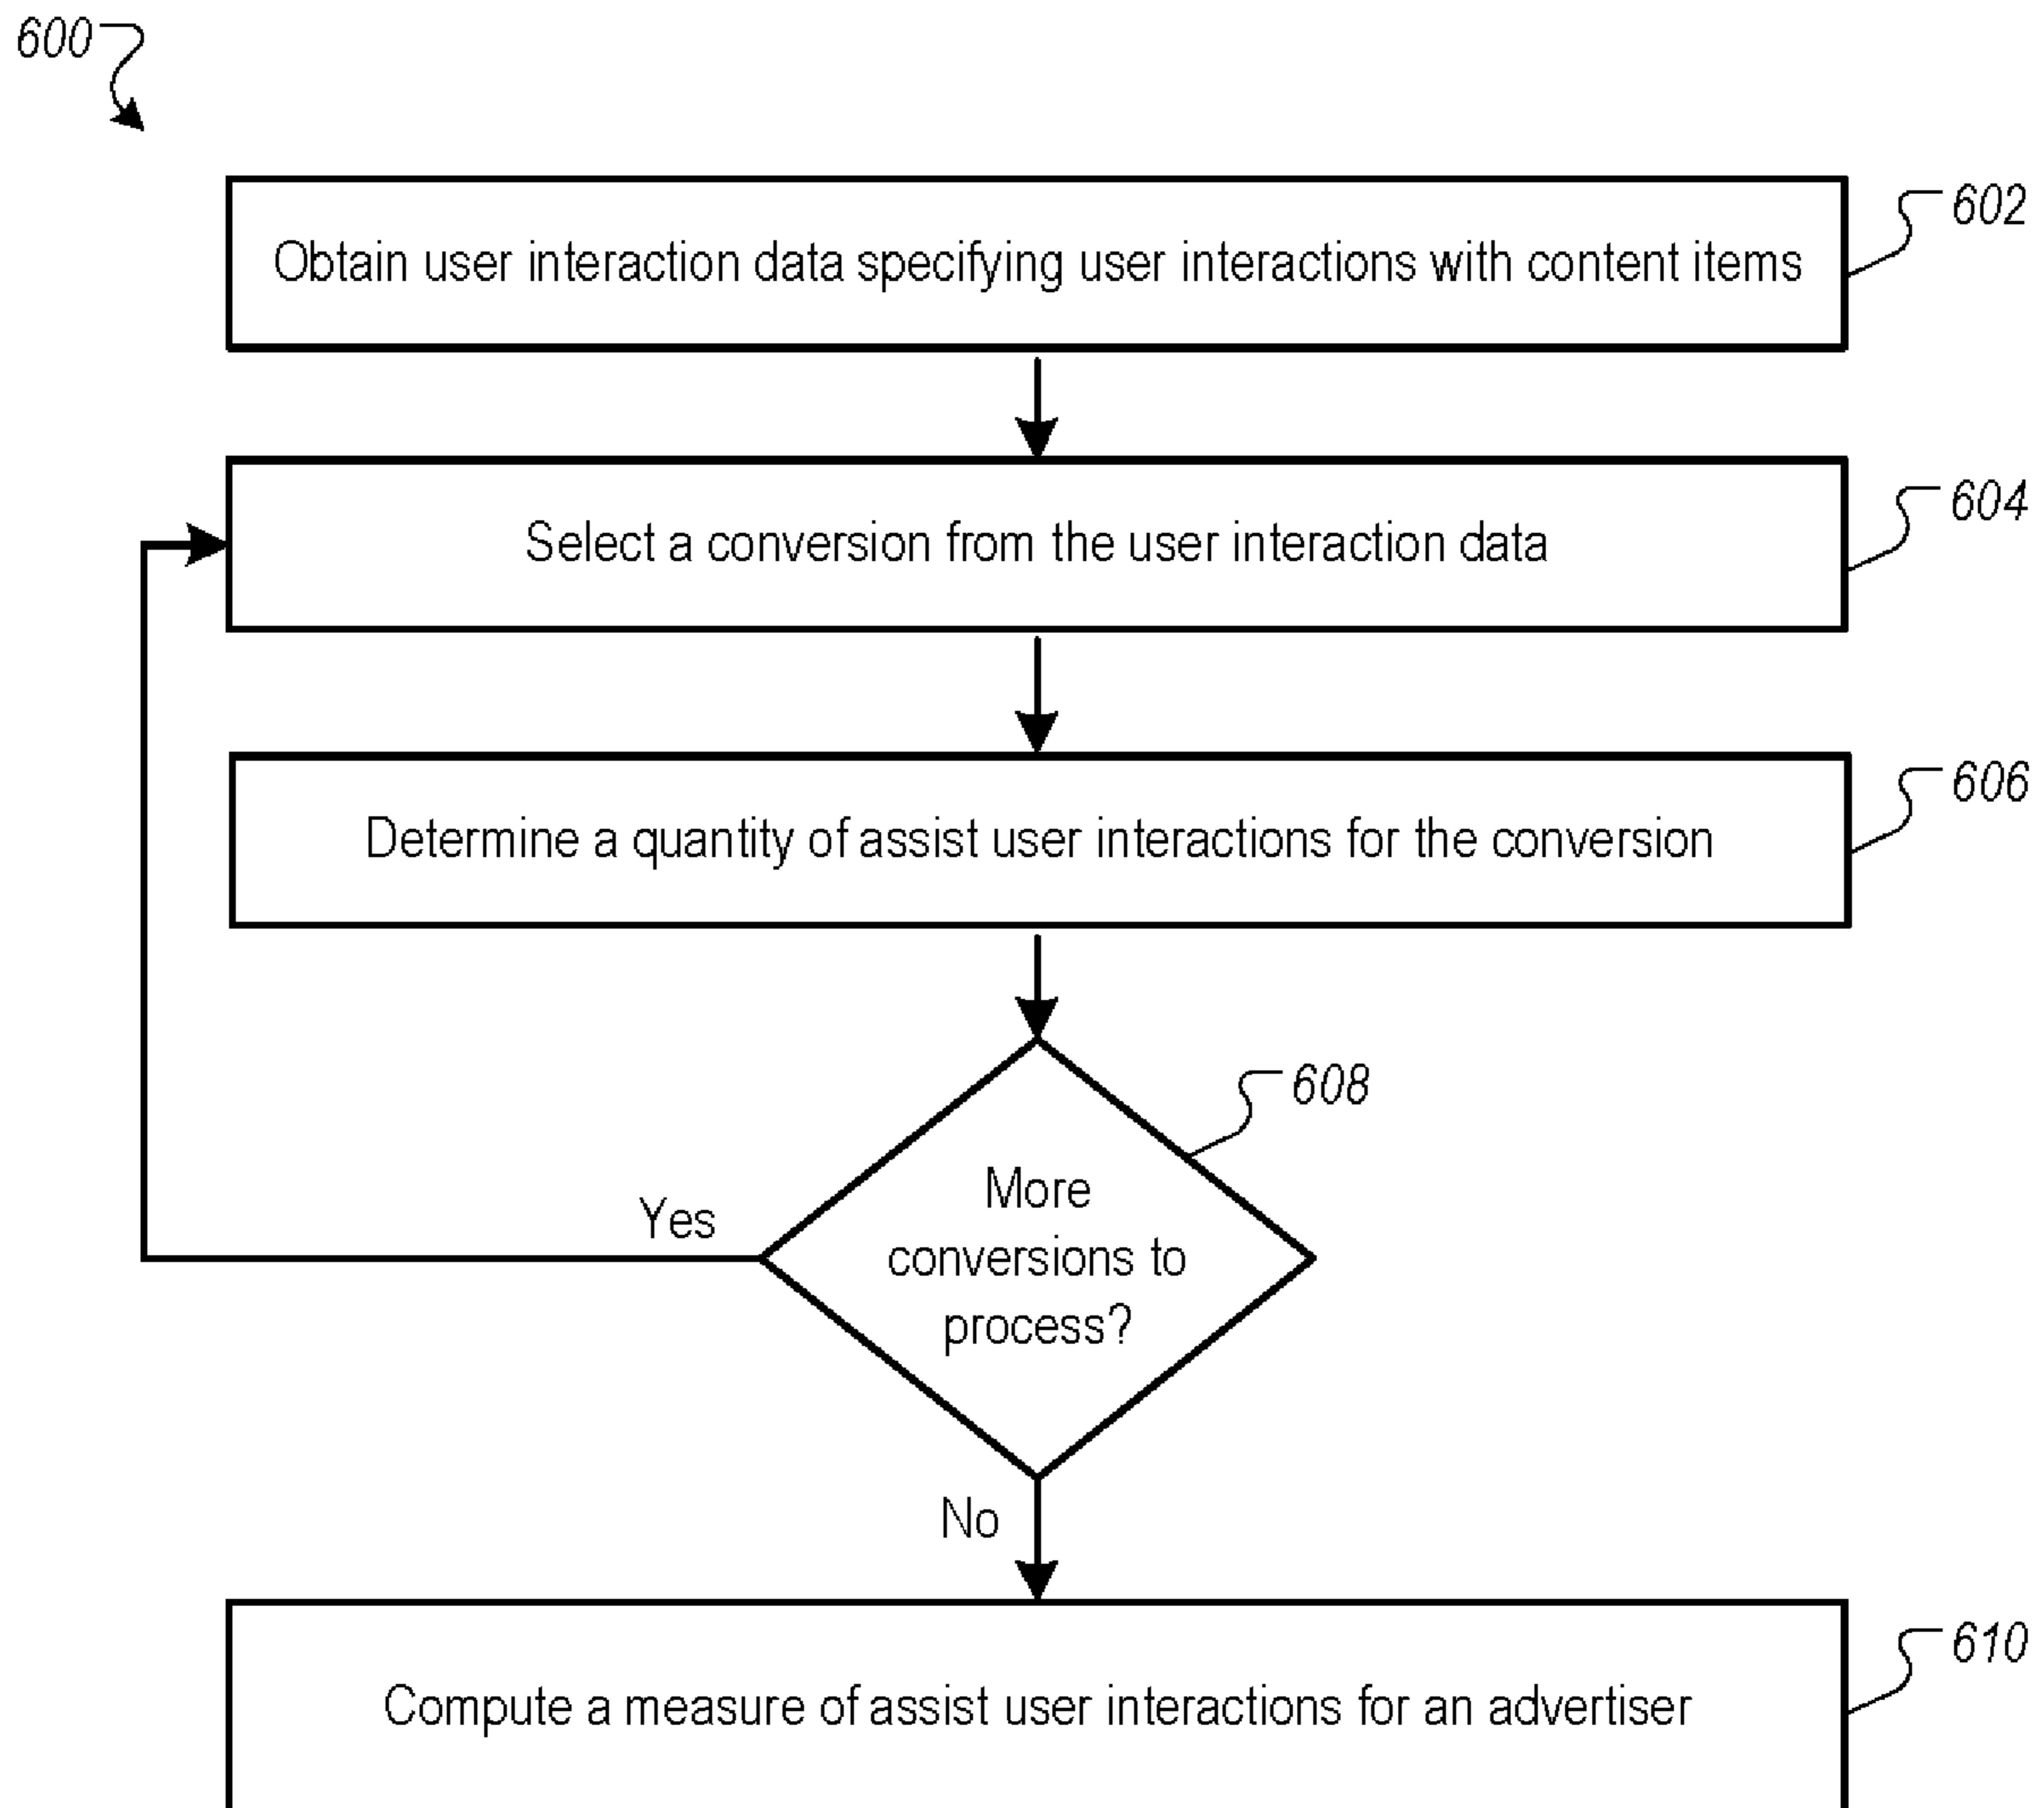 600
602
Obtain user interaction data specifying user interactions with content items
604
Select a conversion from the user interaction data
606
Determine a quantity of assist user interactions for the conversion
608
More
conversions to
process?
Yes
No
610
Compute a measure of assist user interactions for an advertiser